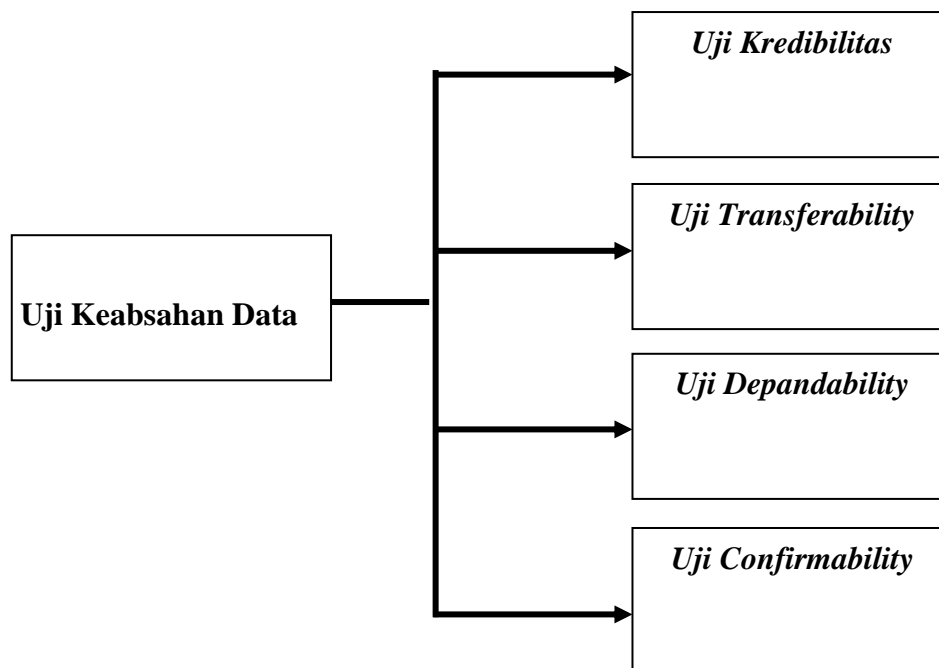 Uji Kredibilitas
Uji Transferability
Uji Keabsahan Data
Uji Depandability
Uji Confirmability